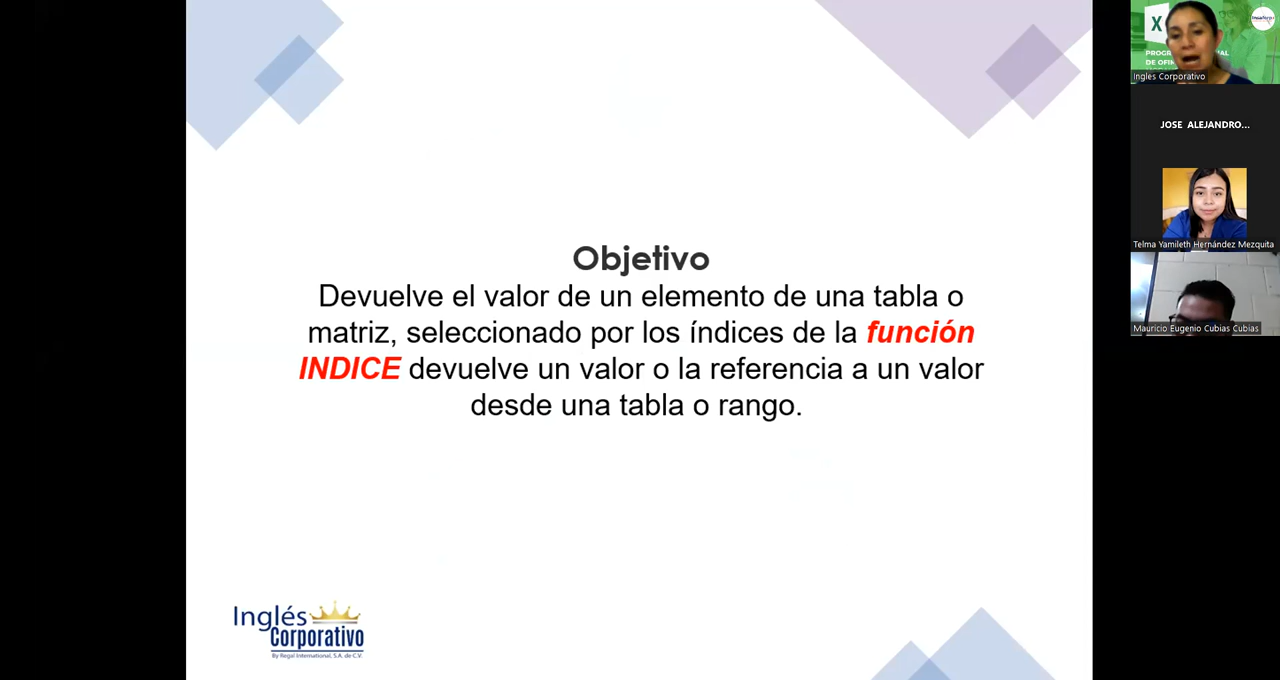 Objetivo
Devuelve el valor de un elemento de una tabla o
matriz, seleccionado por los índices de la función
INDICE devuelve un valor o la referencia a un valor
desde una tabla o rango.
Inglés
Corporativo
By Regal International, S.A. de C.V.
X
DE OFI
Ingles Corporativo
JOSE ALEJANDRO...
Telma Yamileth Hernández Mezquita
Mauricio Eugenio Cubias Cubias